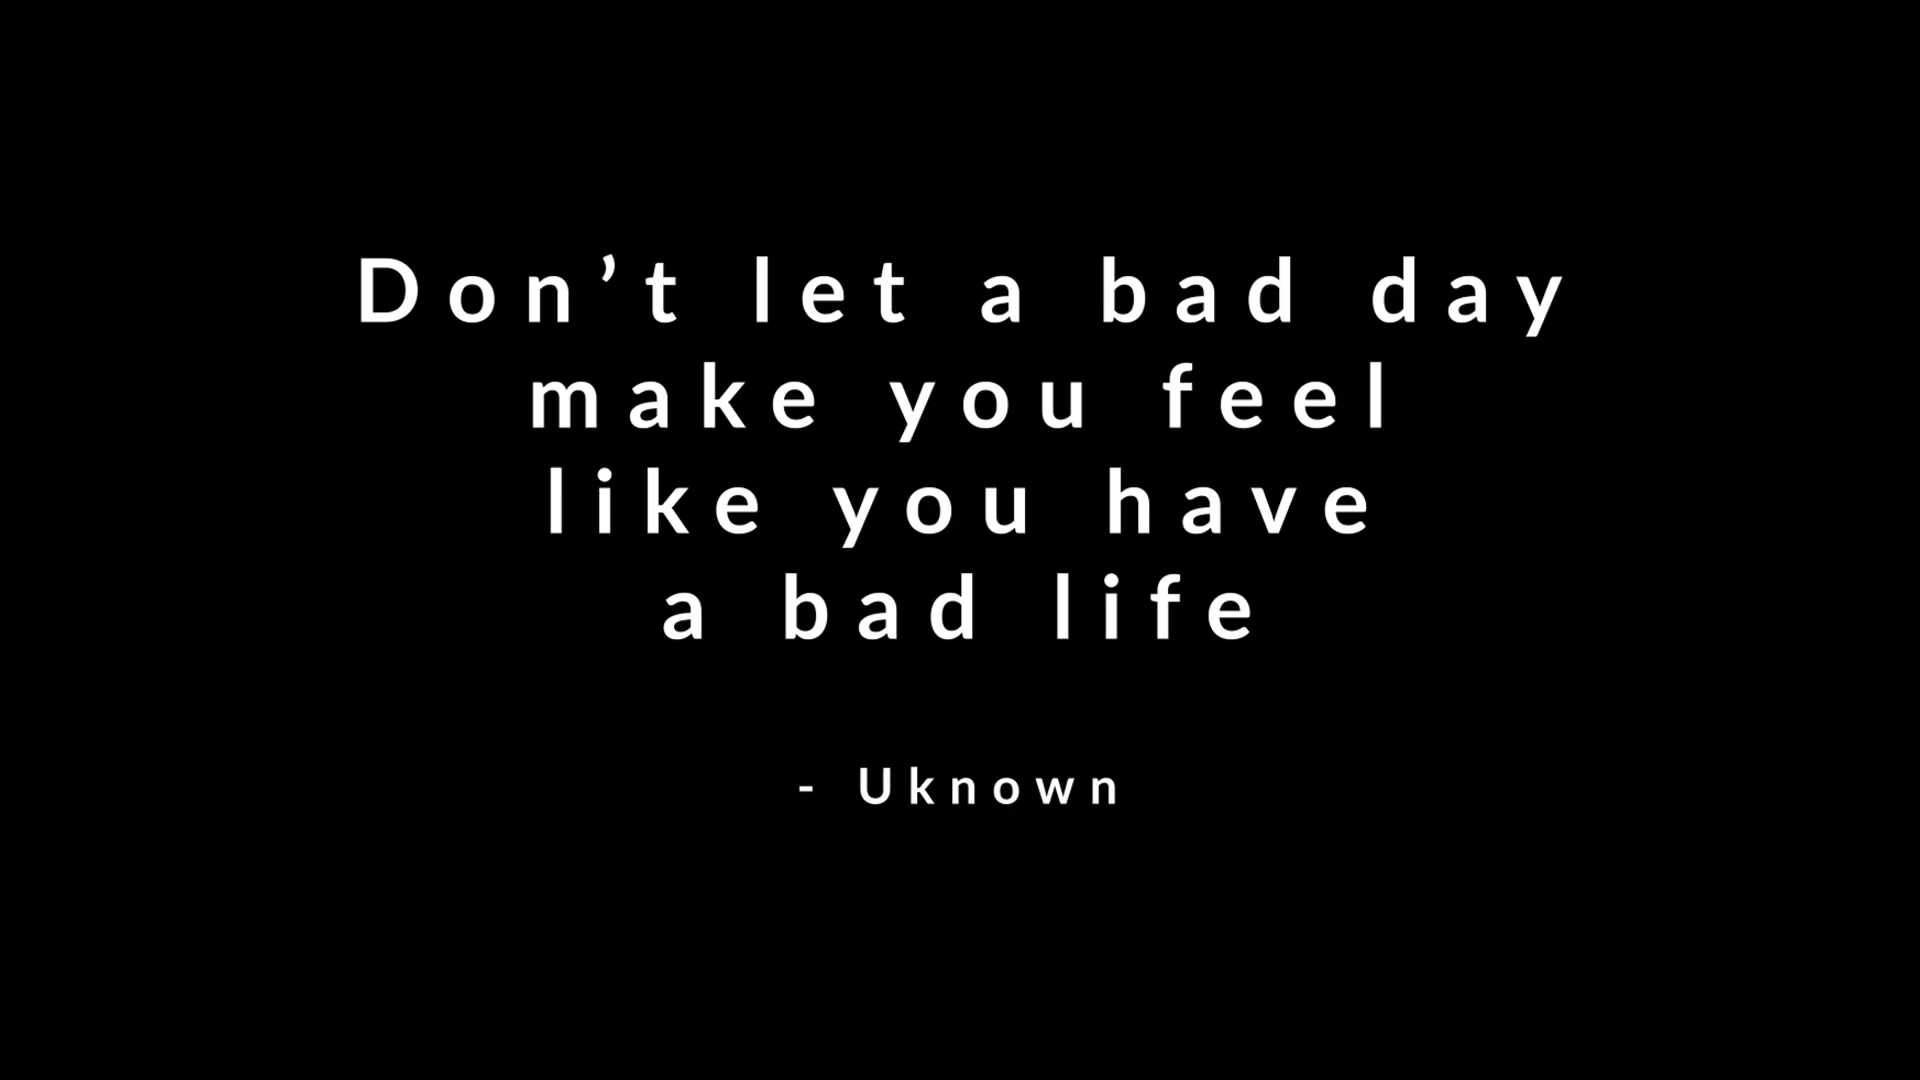 Don’t let a bad day
make you feel
like you have
a bad life
- Uknown